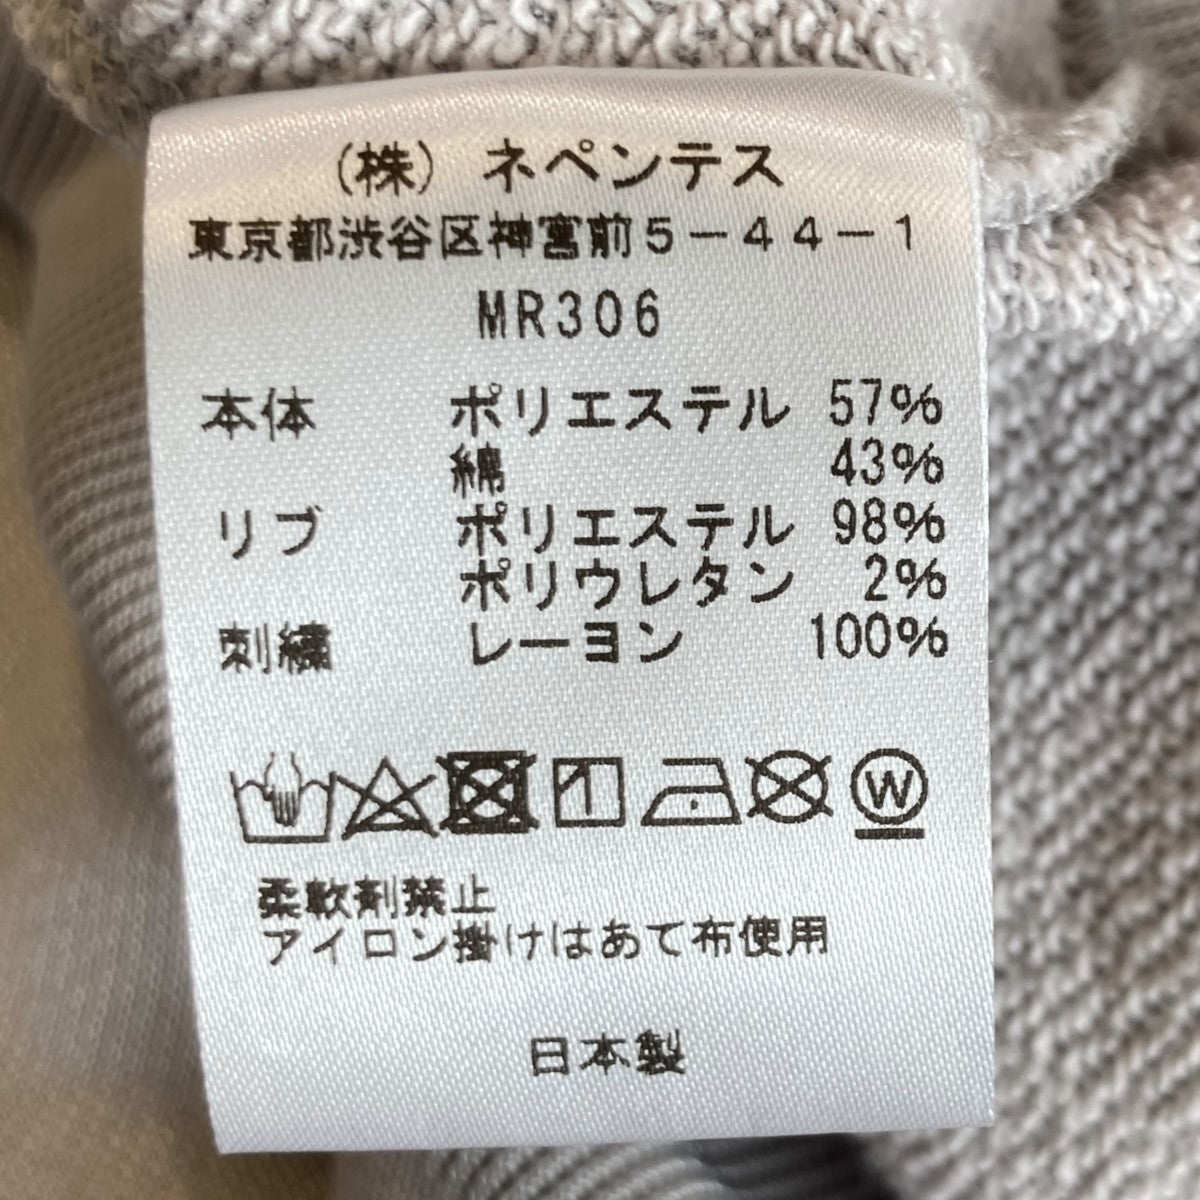 (株) ネペンテス
東京都渋谷区神宮前5-44-1
MR306
本体 ポリエステル 57%
綿 43%
リブ ポリエステル 98%
ポリウレタン 2%
刺繍 レーヨン 100%
W
柔軟剤禁止
アイロン掛けはあて布使用
日本製